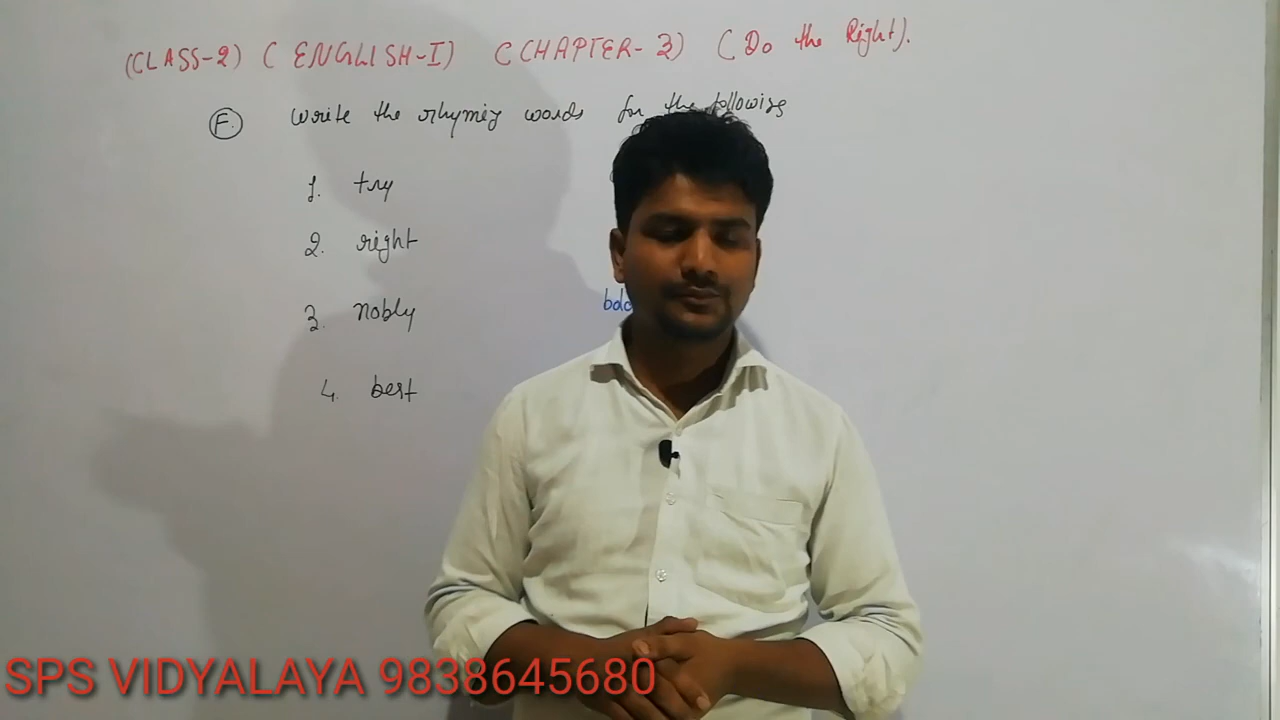 (CLASS-2) (ENGLISH-I) (CHAPTER-3) (Do the Right).
F. Write the rhyming words for the following
1. try
2. right
3. nobly
4. best
SPS VIDYALAYA 9838645680